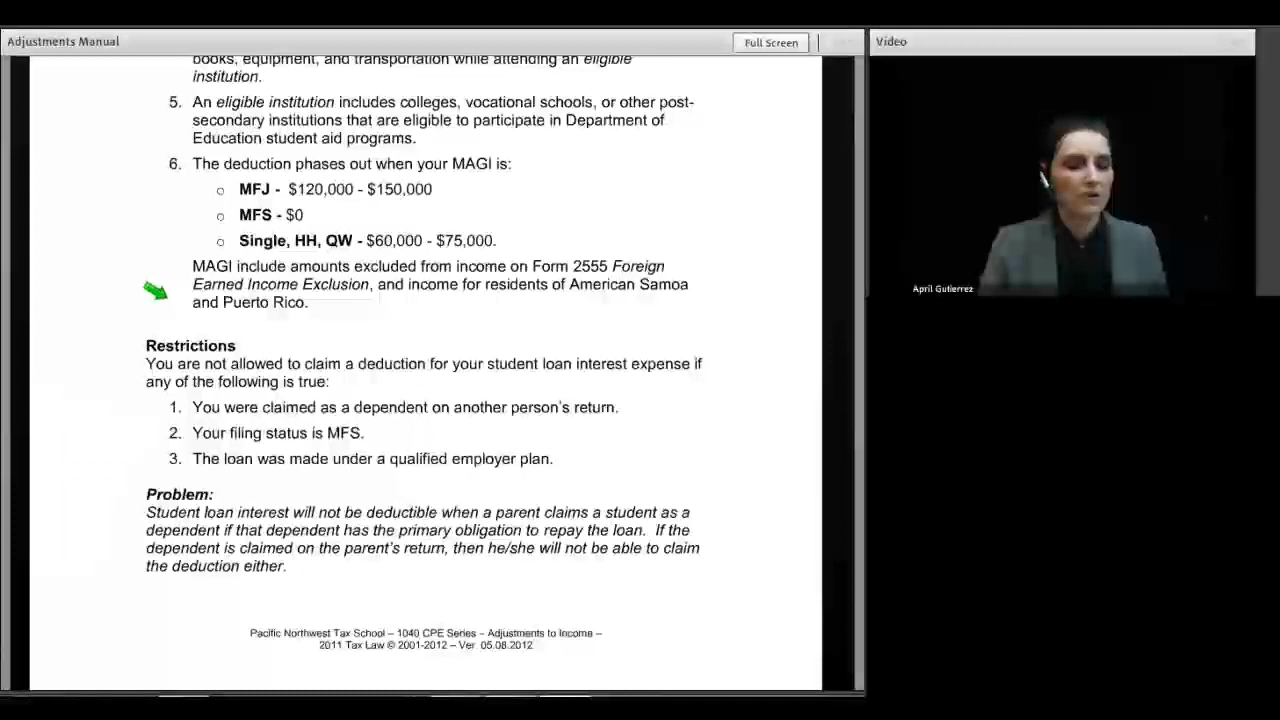 Adjustments Manual
Full Screen
Video
books, equipment, and transportation while attending an eligible
institution.
5. An eligible institution includes colleges, vocational schools, or other post-
secondary institutions that are eligible to participate in Department of
Education student aid programs.
6. The deduction phases out when your MAGI is:
o MFJ - $120,000 - $150,000
o MFS - $0
o Single, HH, QW - $60,000 - $75,000.
MAGI include amounts excluded from income on Form 2555 Foreign
Earned Income Exclusion, and income for residents of American Samoa
and Puerto Rico.
Restrictions
You are not allowed to claim a deduction for your student loan interest expense if
any of the following is true:
1. You were claimed as a dependent on another person's return.
2. Your filing status is MFS.
3. The loan was made under a qualified employer plan.
Problem:
Student loan interest will not be deductible when a parent claims a student as a
dependent if that dependent has the primary obligation to repay the loan. If the
dependent is claimed on the parent's return, then he/she will not be able to claim
the deduction either.
Pacific Northwest Tax School – 1040 CPE Series – Adjustments to Income –
2011 Tax Law © 2001-2012 – Ver 05.08.2012
April Gutierrez